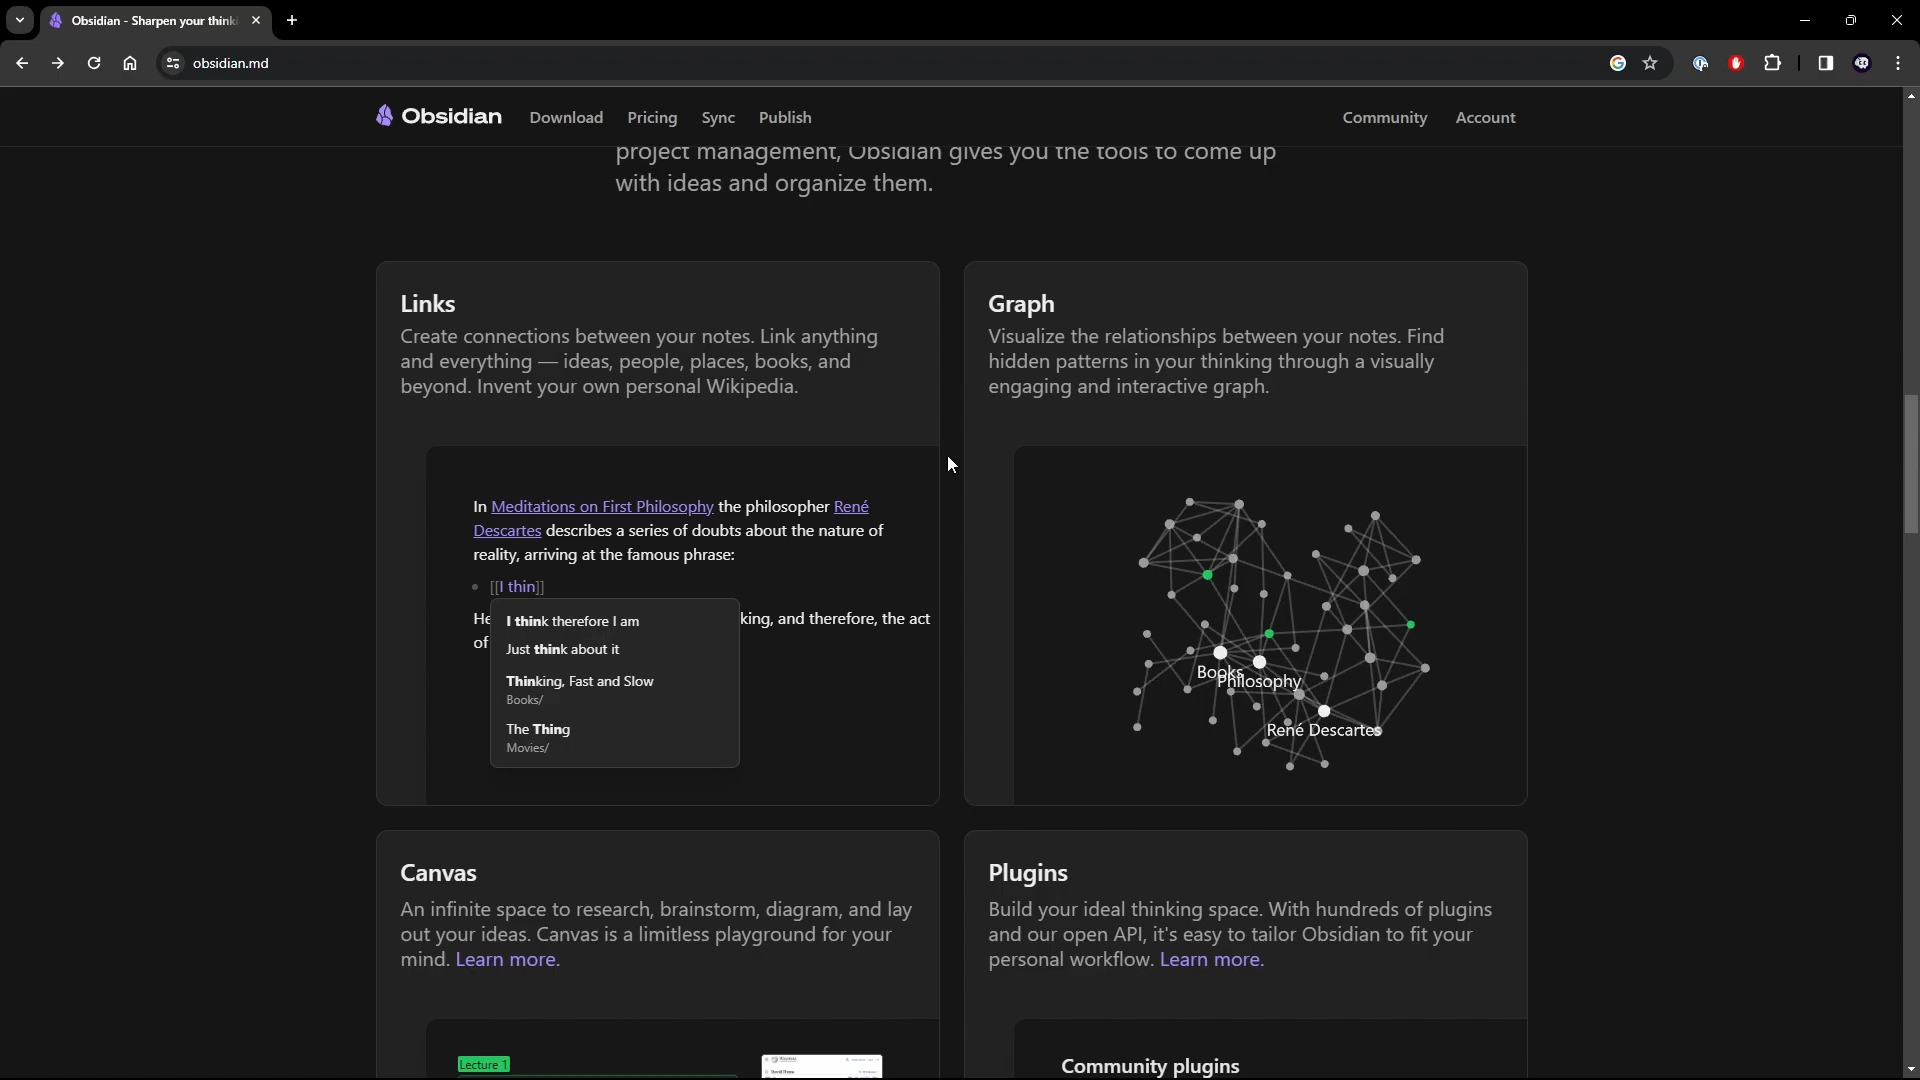 Obsidian - Sharpen your think
obsidian.md
Obsidian
Download
Pricing
Sync
Publish
Community
Account
project management, Obsidian gives you the tools to come up
with ideas and organize them.
Links
Create connections between your notes. Link anything
and everything — ideas, people, places, books, and
beyond. Invent your own personal Wikipedia.
In Meditations on First Philosophy the philosopher René
Descartes describes a series of doubts about the nature of
reality, arriving at the famous phrase:
[[I thin]]
He
king, and therefore, the act
of
I think therefore I am
Just think about it
Thinking, Fast and Slow
Books/
The Thing
Movies/
Graph
Visualize the relationships between your notes. Find
hidden patterns in your thinking through a visually
engaging and interactive graph.
Books
Philosophy
René Descartes
Canvas
An infinite space to research, brainstorm, diagram, and lay
out your ideas. Canvas is a limitless playground for your
mind. Learn more.
Lecture 1
Plugins
Build your ideal thinking space. With hundreds of plugins
and our open API, it's easy to tailor Obsidian to fit your
personal workflow. Learn more.
Community plugins